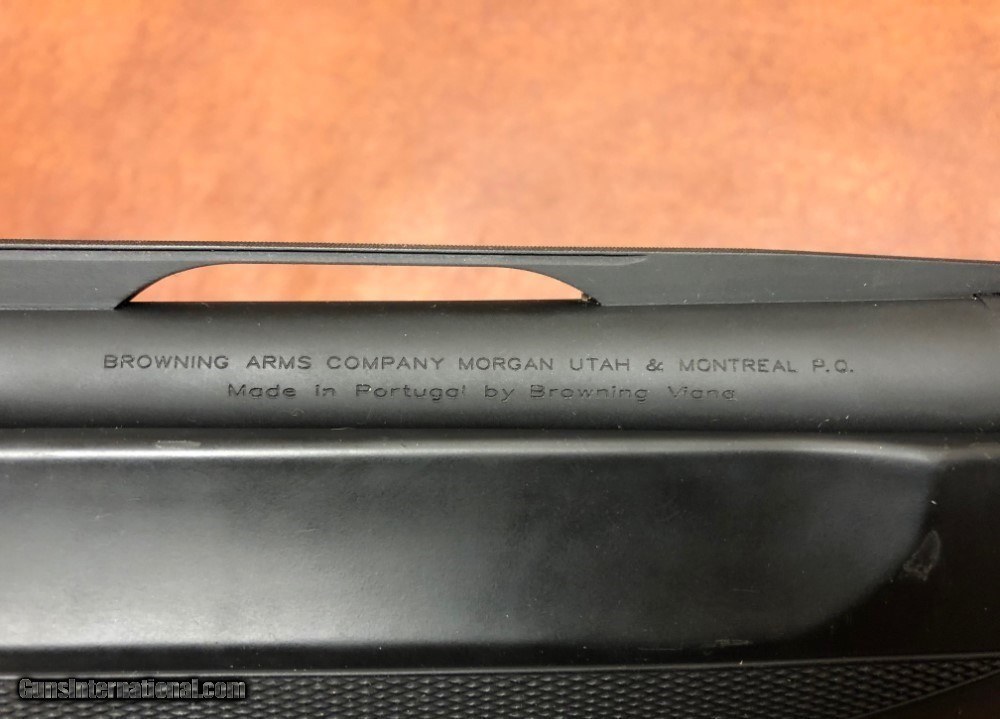 BROWNING ARMS COMPANY MORGAN UTAH & MONTREAL P.Q.
Made in Portugal by Browning Viana
GunsInternational.com